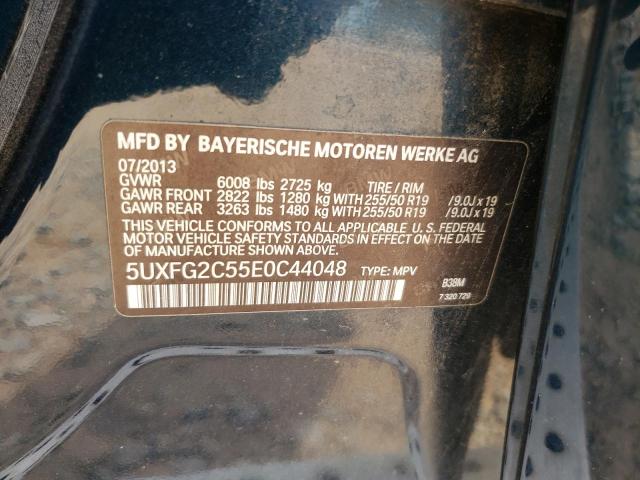 MFD BY BAYERISCHE MOTOREN WERKE AG
07/2013
GVWR 6008 lbs 2725 kg TIRE / RIM
GAWR FRONT 2822 lbs 1280 kg WITH 255/50 R19 /9.0J x 19
GAWR REAR 3263 lbs 1480 kg WITH 255/50 R19 /9.0J x 19
THIS VEHICLE CONFORMS TO ALL APPLICABLE U.S. FEDERAL
MOTOR VEHICLE SAFETY STANDARDS IN EFFECT ON THE DATE
OF MANUFACTURE SHOWN ABOVE.
5UXFG2C55E0C44048 TYPE: MPV
B38M
7 320 720